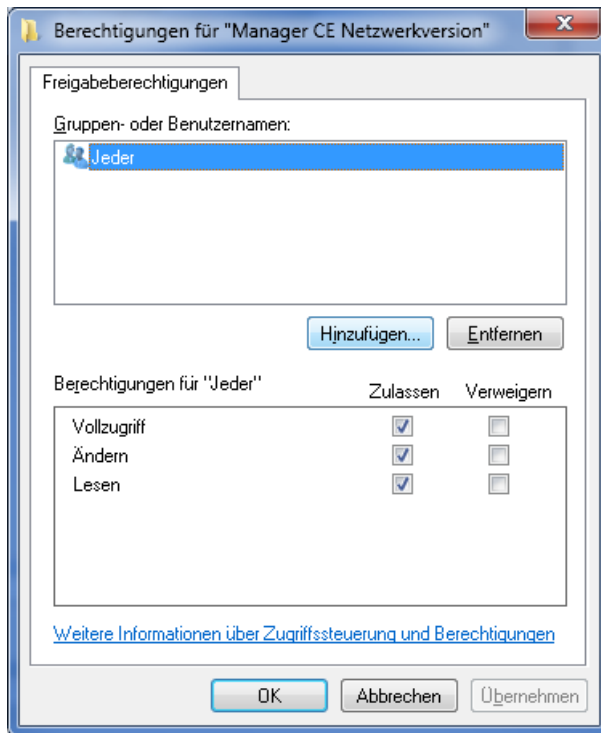 Berechtigungen für "Manager CE Netzwerkversion"
Freigabeberechtigungen
Gruppen- oder Benutzernamen:
Jeder
Hinzufügen... Entfernen
Berechtigungen für "Jeder" Zulassen Verweigern
Vollzugriff
Ändern
Lesen
Weitere Informationen über Zugriffssteuerung und Berechtigungen
OK Abbrechen Übernehmen